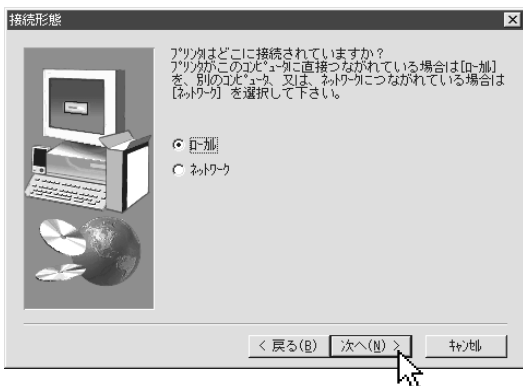 接続形態
プリンタはどこに接続されていますか？
プリンタがこのコンピュータに直接つながれている場合は[ローカル]
を、別のコンピュータ、又は、ネットワークにつながれている場合は
[ネットワーク] を選択して下さい。
ローカル
ネットワーク
< 戻る(B)
次へ(N) >
キャンセル